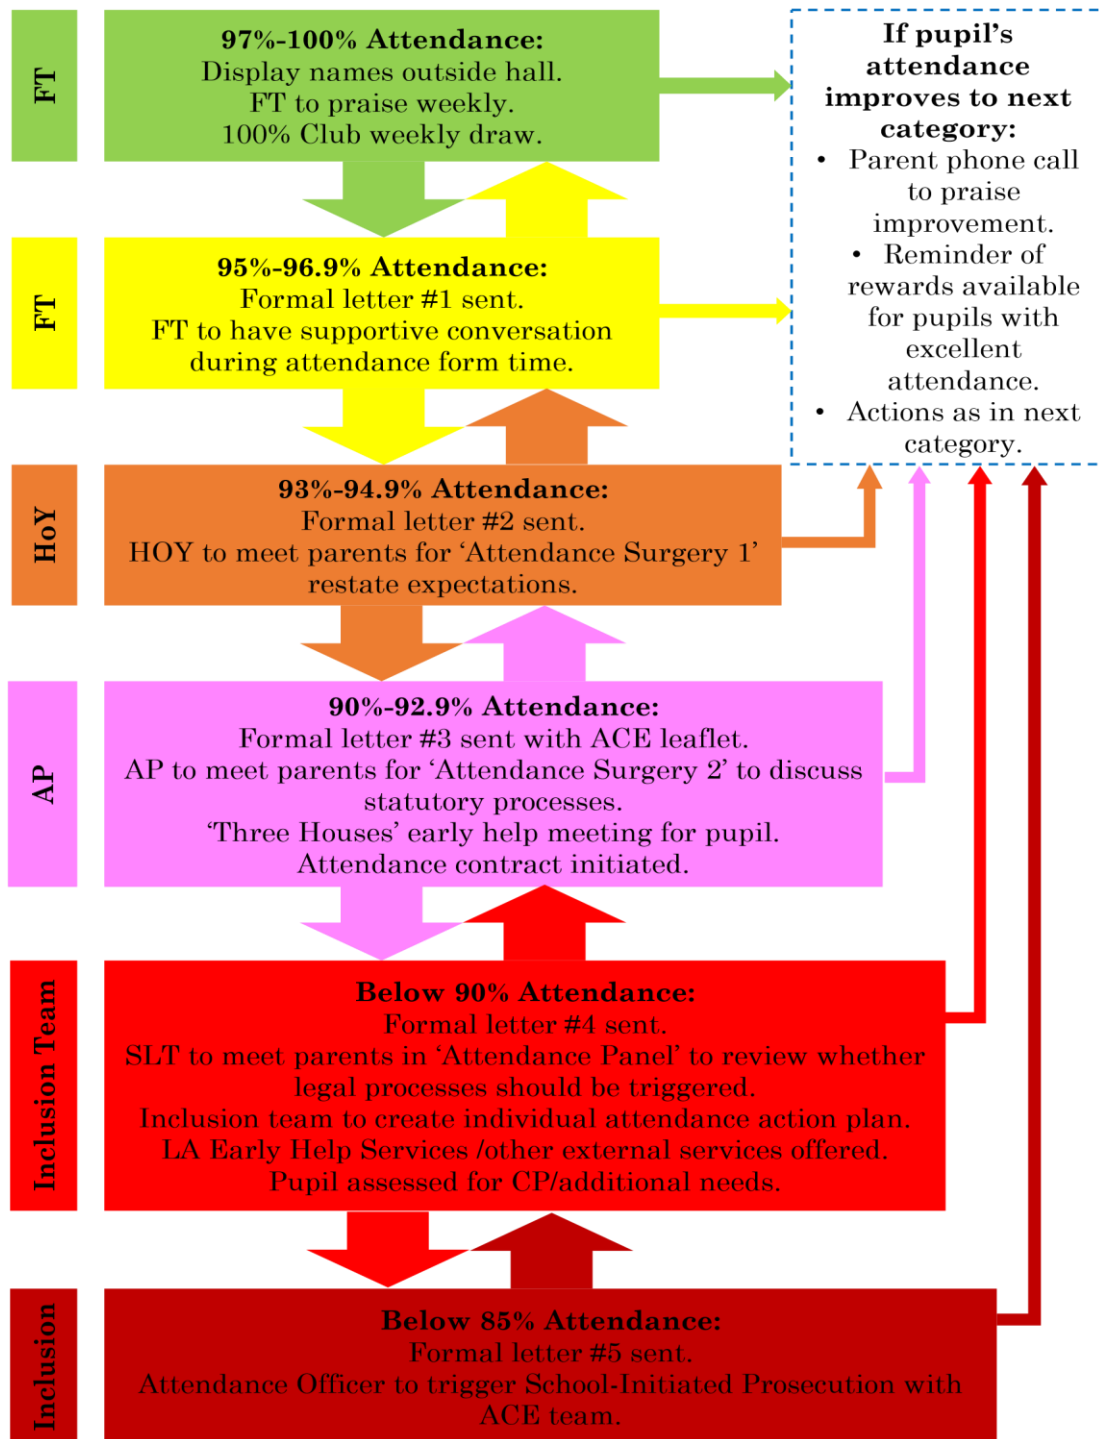 FT
97%-100% Attendance:
Display names outside hall.
FT to praise weekly.
100% Club weekly draw.
If pupil's
attendance
improves to next
category:
• Parent phone call
to praise
improvement.
• Reminder of
rewards available
for pupils with
excellent
attendance.
• Actions as in next
category.
FT
95%-96.9% Attendance:
Formal letter #1 sent.
FT to have supportive conversation
during attendance form time.
HoY
93%-94.9% Attendance:
Formal letter #2 sent.
HOY to meet parents for ‘Attendance Surgery 1’
restate expectations.
AP
90%-92.9% Attendance:
Formal letter #3 sent with ACE leaflet.
AP to meet parents for ‘Attendance Surgery 2’ to discuss
statutory processes.
‘Three Houses’ early help meeting for pupil.
Attendance contract initiated.
Inclusion Team
Below 90% Attendance:
Formal letter #4 sent.
SLT to meet parents in ‘Attendance Panel’ to review whether
legal processes should be triggered.
Inclusion team to create individual attendance action plan.
LA Early Help Services /other external services offered.
Pupil assessed for CP/additional needs.
Inclusion
Below 85% Attendance:
Formal letter #5 sent.
Attendance Officer to trigger School-Initiated Prosecution with
ACE team.